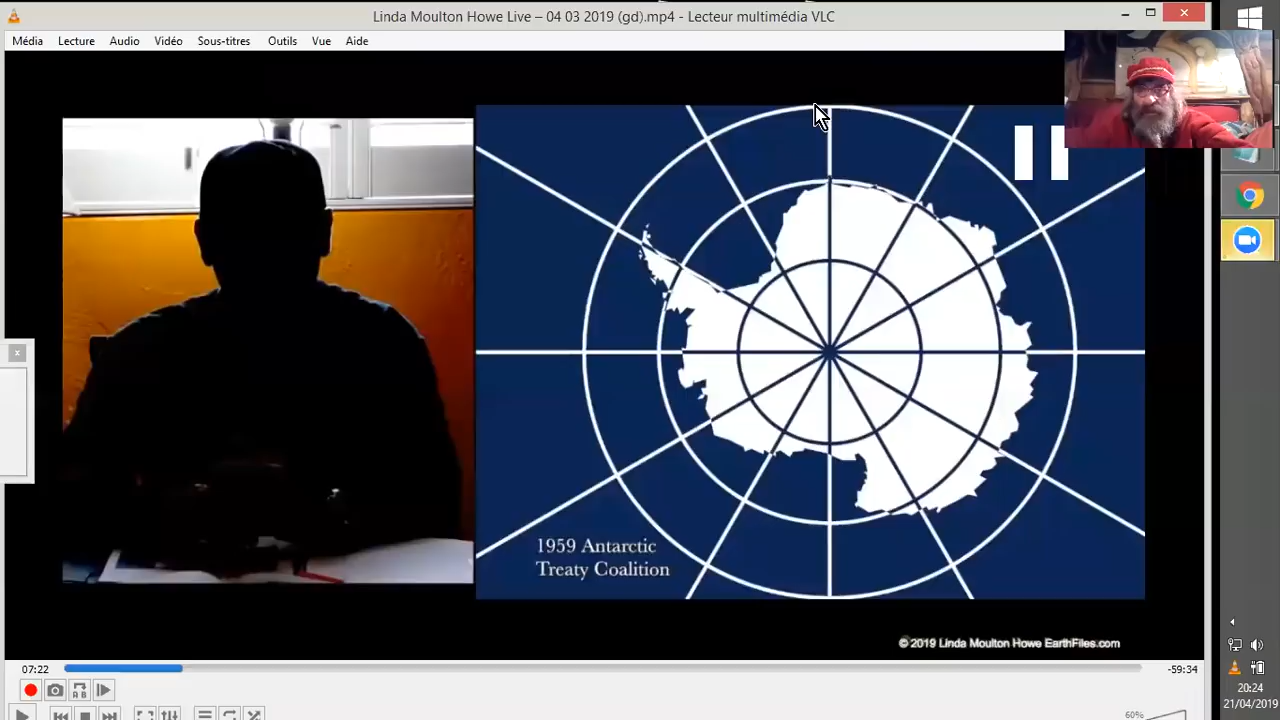 Linda Moulton Howe Live – 04 03 2019 (gd).mp4 - Lecteur multimédia VLC
Média Lecture Audio Vidéo Sous-titres Outils Vue Aide
1959 Antarctic
Treaty Coalition
© 2019 Linda Moulton Howe EarthFiles.com
07:22
-59:34
A B
60%
20:24
21/04/2019